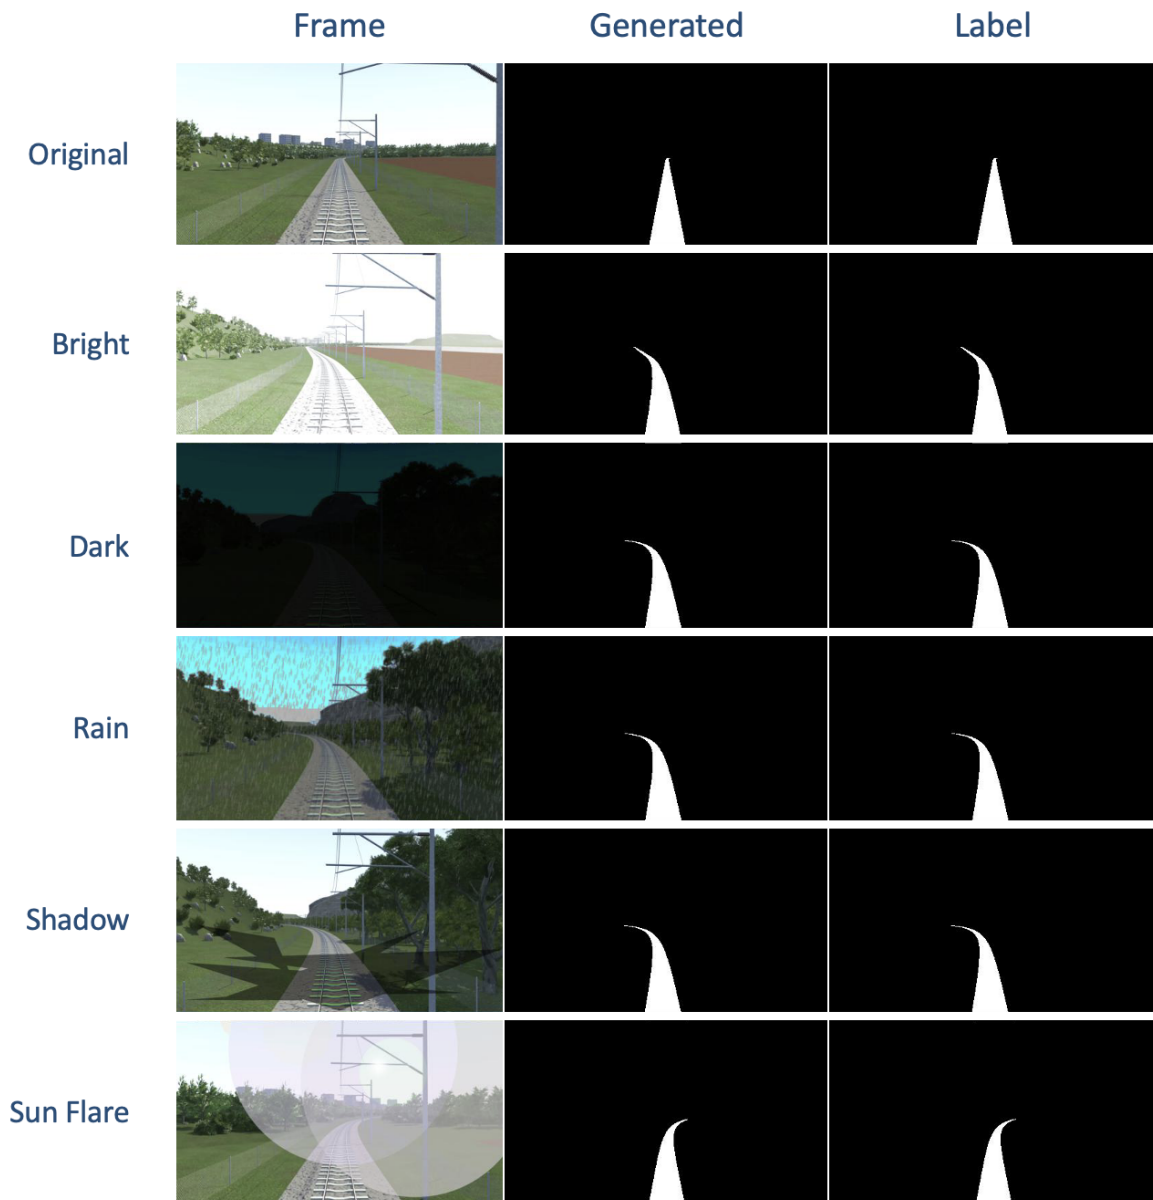 Frame Generated Label
Original
Bright
Dark
Rain
Shadow
Sun Flare